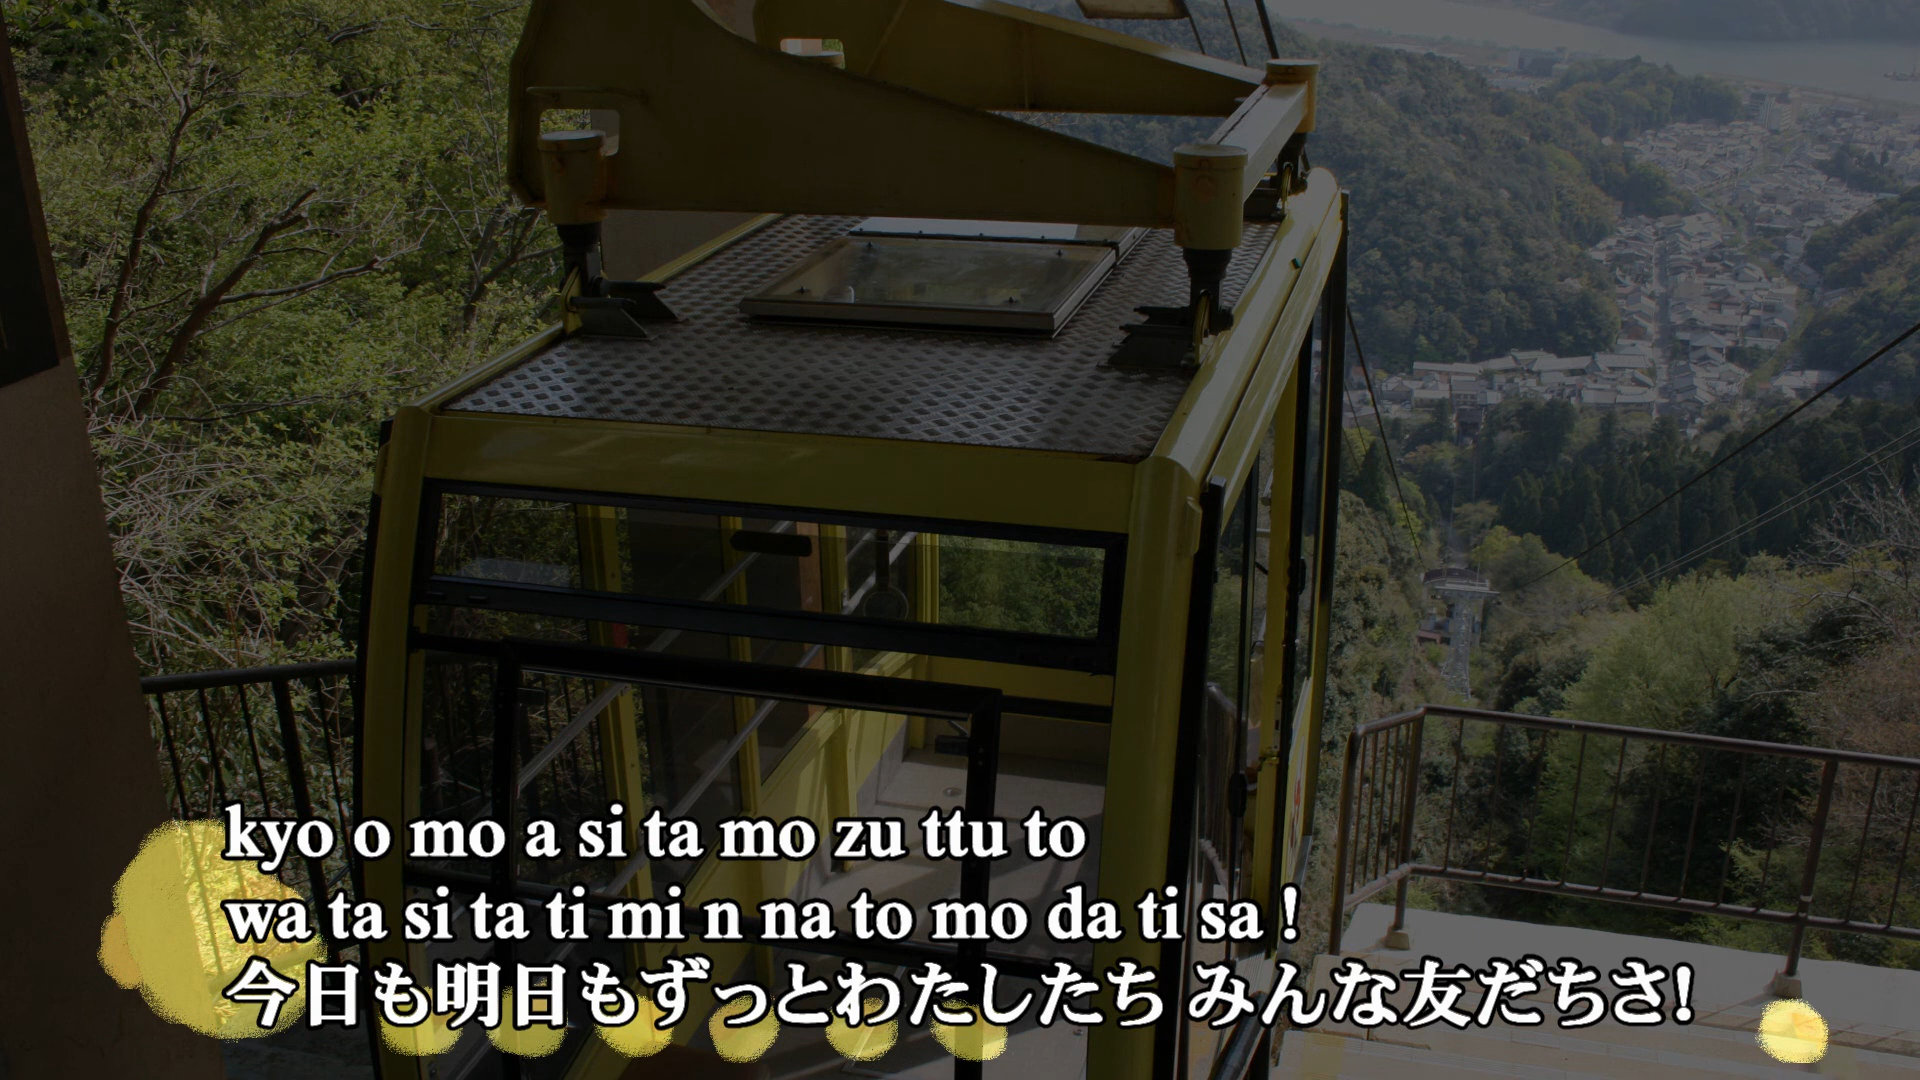 kyo o mo a si ta mo zu ttu to
wa ta si ta ti mi n na to mo da ti sa !
今日も明日もずっとわたしたち みんな友だちさ!